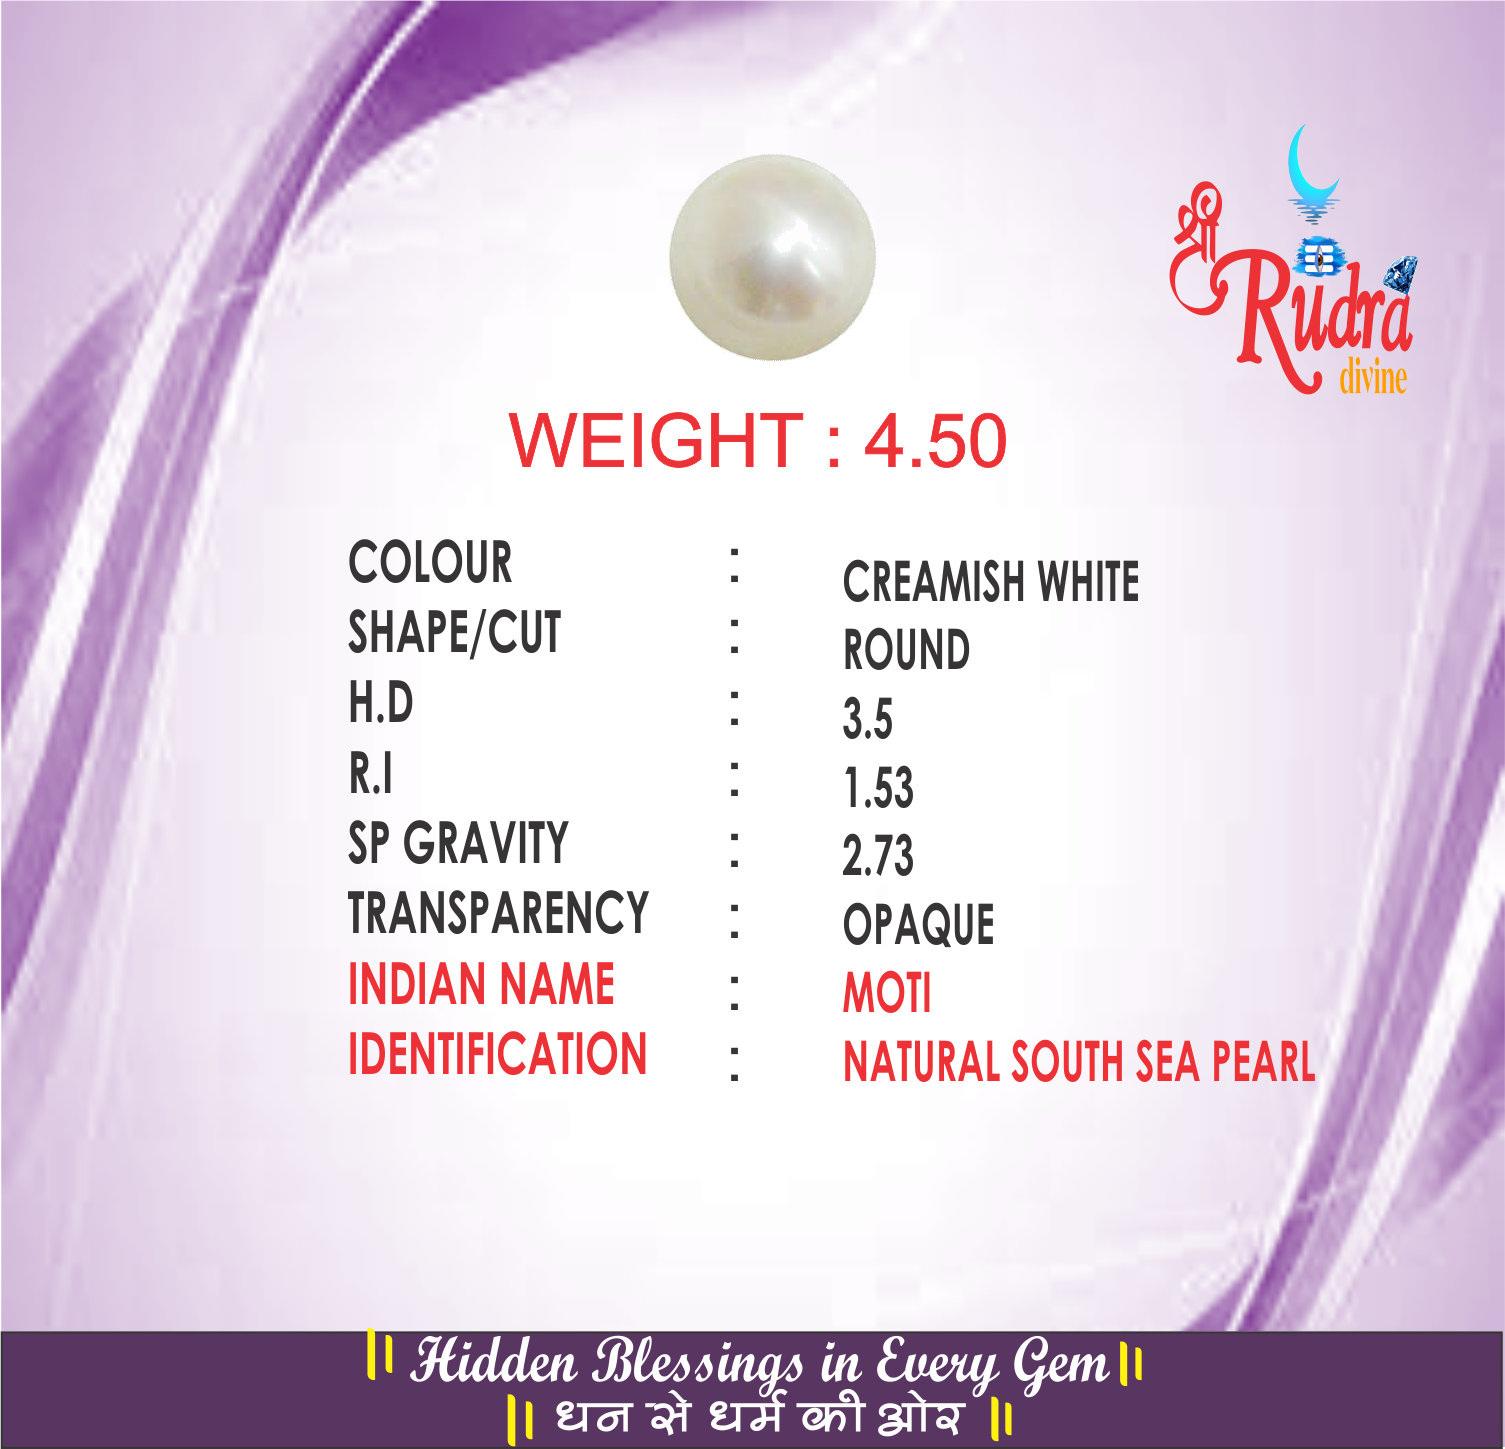 श्री
Rudra
divine
WEIGHT : 4.50
COLOUR : CREAMISH WHITE
SHAPE/CUT : ROUND
H.D : 3.5
R.I : 1.53
SP GRAVITY : 2.73
TRANSPARENCY : OPAQUE
INDIAN NAME : MOTI
IDENTIFICATION : NATURAL SOUTH SEA PEARL
|| Hidden Blessings in Every Gem ||
|| धन से धर्म की ओर ||